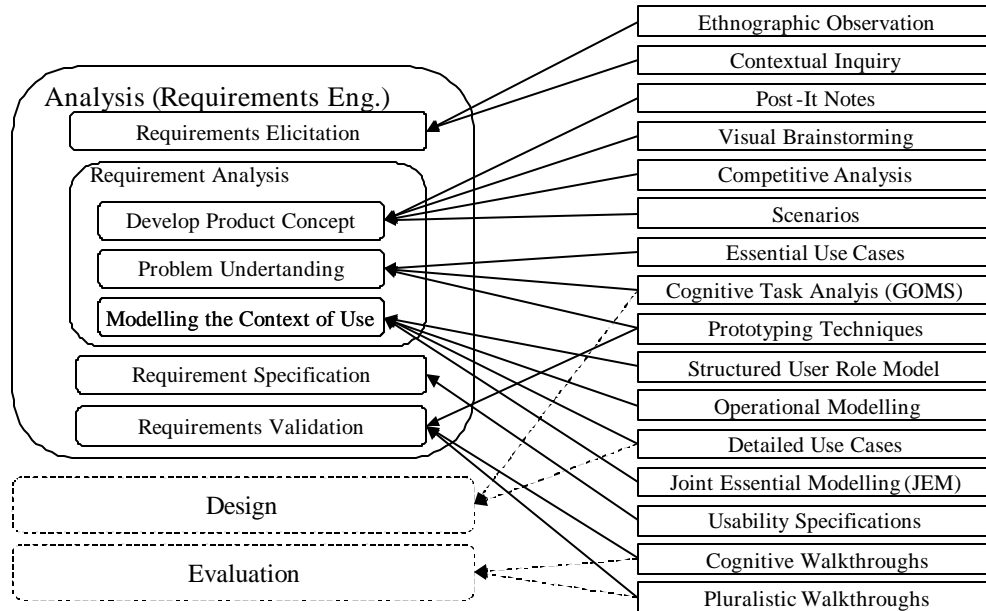 Analysis (Requirements Eng.)
Requirements Elicitation
Requirement Analysis
Develop Product Concept
Problem Undertanding
Modelling the Context of Use
Requirement Specification
Requirements Validation
Design
Evaluation
Ethnographic Observation
Contextual Inquiry
Post-It Notes
Visual Brainstorming
Competitive Analysis
Scenarios
Essential Use Cases
Cognitive Task Analyis (GOMS)
Prototyping Techniques
Structured User Role Model
Operational Modelling
Detailed Use Cases
Joint Essential Modelling (JEM)
Usability Specifications
Cognitive Walkthroughs
Pluralistic Walkthroughs